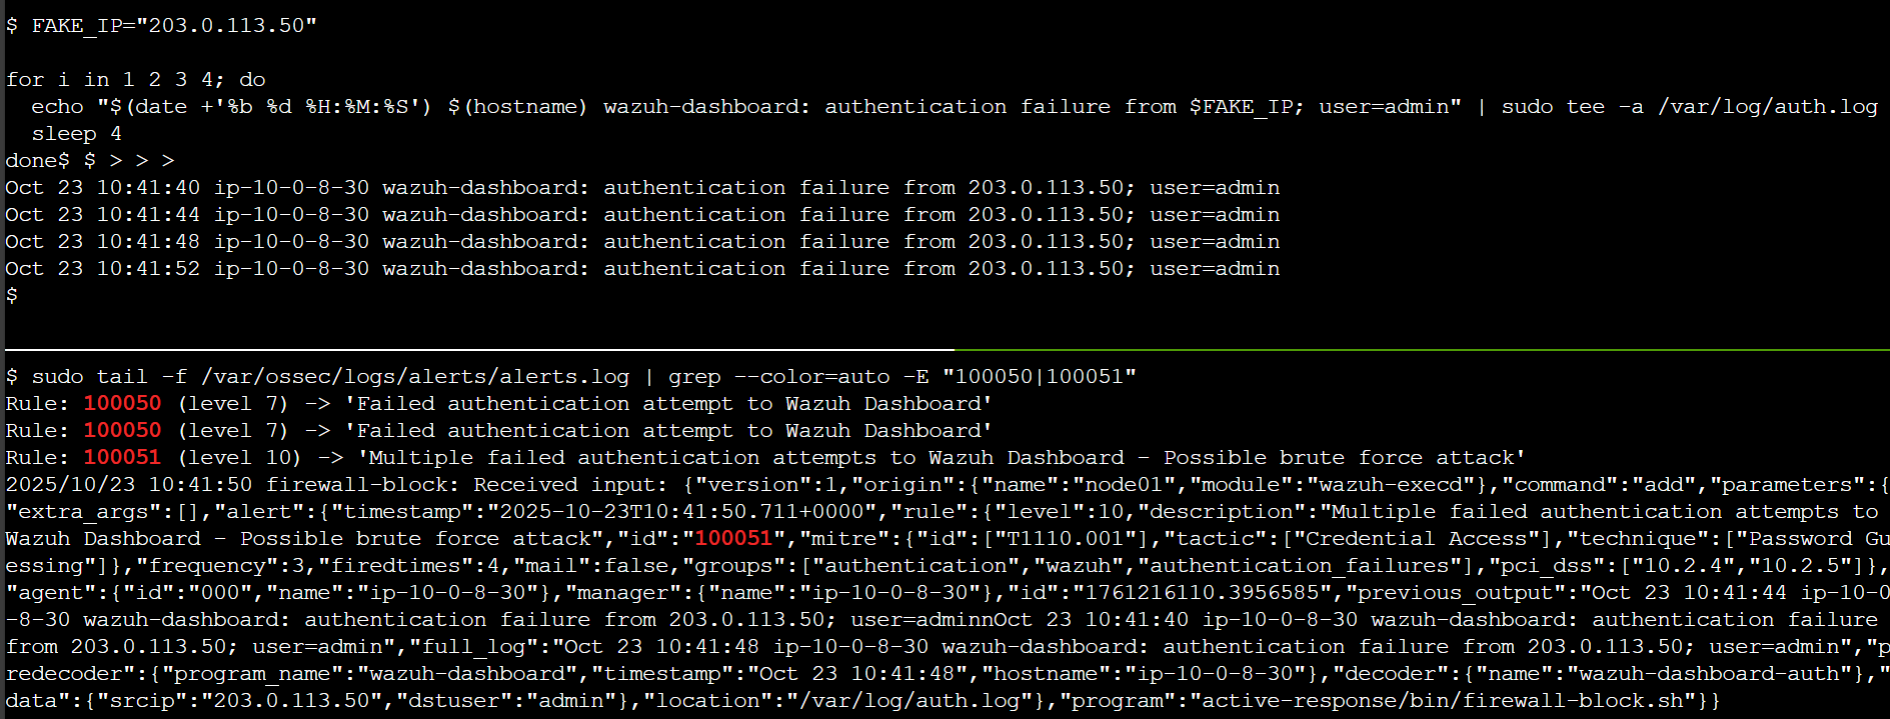 $ FAKE_IP="203.0.113.50"
for i in 1 2 3 4; do
  echo "$(date +'%b %d %H:%M:%S') $(hostname) wazuh-dashboard: authentication failure from $FAKE_IP; user=admin" | sudo tee -a /var/log/auth.log
  sleep 4
done$ $ > > >
Oct 23 10:41:40 ip-10-0-8-30 wazuh-dashboard: authentication failure from 203.0.113.50; user=admin
Oct 23 10:41:44 ip-10-0-8-30 wazuh-dashboard: authentication failure from 203.0.113.50; user=admin
Oct 23 10:41:48 ip-10-0-8-30 wazuh-dashboard: authentication failure from 203.0.113.50; user=admin
Oct 23 10:41:52 ip-10-0-8-30 wazuh-dashboard: authentication failure from 203.0.113.50; user=admin
$
$ sudo tail -f /var/ossec/logs/alerts/alerts.log | grep --color=auto -E "100050|100051"
Rule: 100050 (level 7) -> 'Failed authentication attempt to Wazuh Dashboard'
Rule: 100050 (level 7) -> 'Failed authentication attempt to Wazuh Dashboard'
Rule: 100051 (level 10) -> 'Multiple failed authentication attempts to Wazuh Dashboard - Possible brute force attack'
2025/10/23 10:41:50 firewall-block: Received input: {"version":1,"origin":{"name":"node01","module":"wazuh-execd"},"command":"add","parameters":{
"extra_args":[],"alert":{"timestamp":"2025-10-23T10:41:50.711+0000","rule":{"level":10,"description":"Multiple failed authentication attempts to
Wazuh Dashboard - Possible brute force attack","id":"100051","mitre":{"id":["T1110.001"],"tactic":["Credential Access"],"technique":["Password Gu
essing"]},"frequency":3,"firedtimes":4,"mail":false,"groups":["authentication","wazuh","authentication_failures"],"pci_dss":["10.2.4","10.2.5"]},
"agent":{"id":"000","name":"ip-10-0-8-30"},"manager":{"name":"ip-10-0-8-30"},"id":"1761216110.3956585","previous_output":"Oct 23 10:41:44 ip-10-0
-8-30 wazuh-dashboard: authentication failure from 203.0.113.50; user=adminnOct 23 10:41:40 ip-10-0-8-30 wazuh-dashboard: authentication failure
from 203.0.113.50; user=admin","full_log":"Oct 23 10:41:48 ip-10-0-8-30 wazuh-dashboard: authentication failure from 203.0.113.50; user=admin","p
redecoder":{"program_name":"wazuh-dashboard","timestamp":"Oct 23 10:41:48","hostname":"ip-10-0-8-30"},"decoder":{"name":"wazuh-dashboard-auth"},"
data":{"srcip":"203.0.113.50","dstuser":"admin"},"location":"/var/log/auth.log"},"program":"active-response/bin/firewall-block.sh"}}